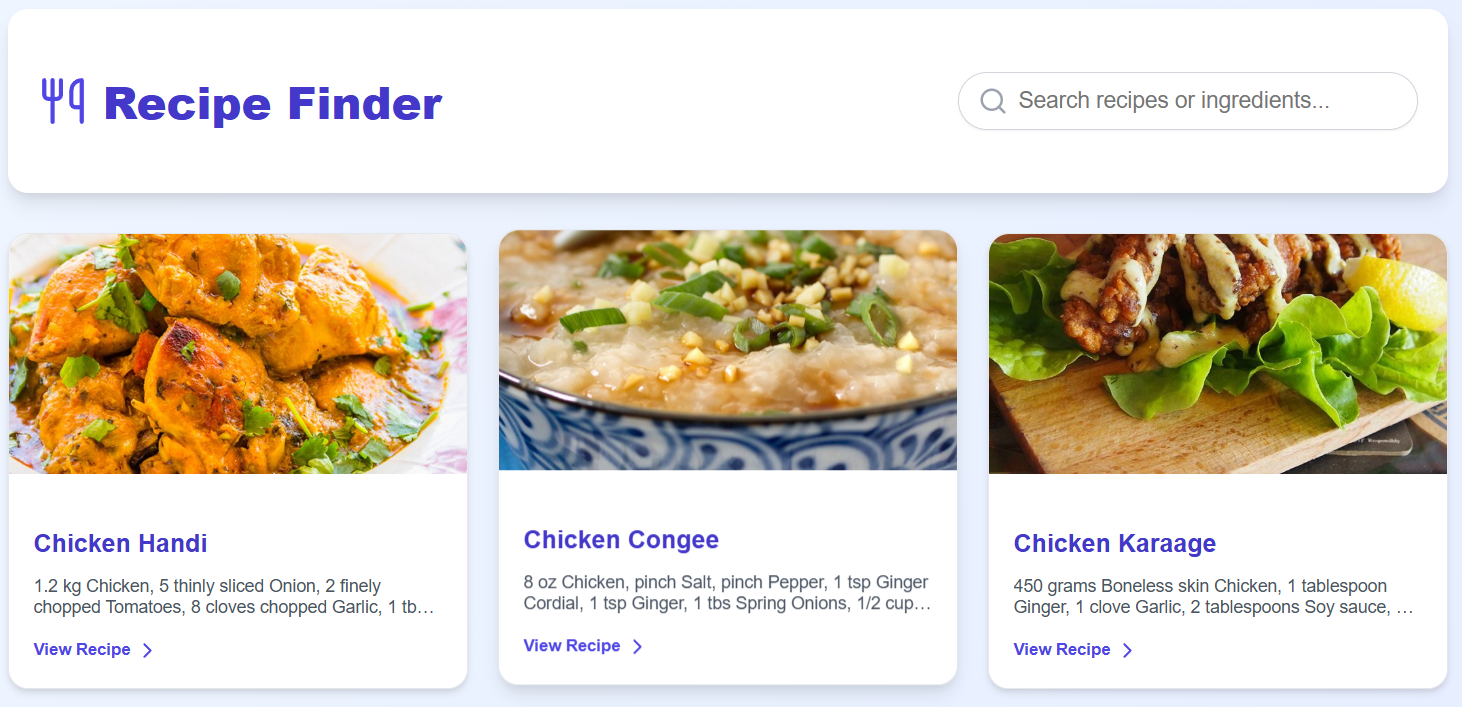 Recipe Finder
Search recipes or ingredients...
Chicken Handi
1.2 kg Chicken, 5 thinly sliced Onion, 2 finely
chopped Tomatoes, 8 cloves chopped Garlic, 1 tb…
View Recipe
Chicken Congee
8 oz Chicken, pinch Salt, pinch Pepper, 1 tsp Ginger
Cordial, 1 tsp Ginger, 1 tbs Spring Onions, 1/2 cup…
View Recipe
Chicken Karaage
450 grams Boneless skin Chicken, 1 tablespoon
Ginger, 1 clove Garlic, 2 tablespoons Soy sauce, …
View Recipe